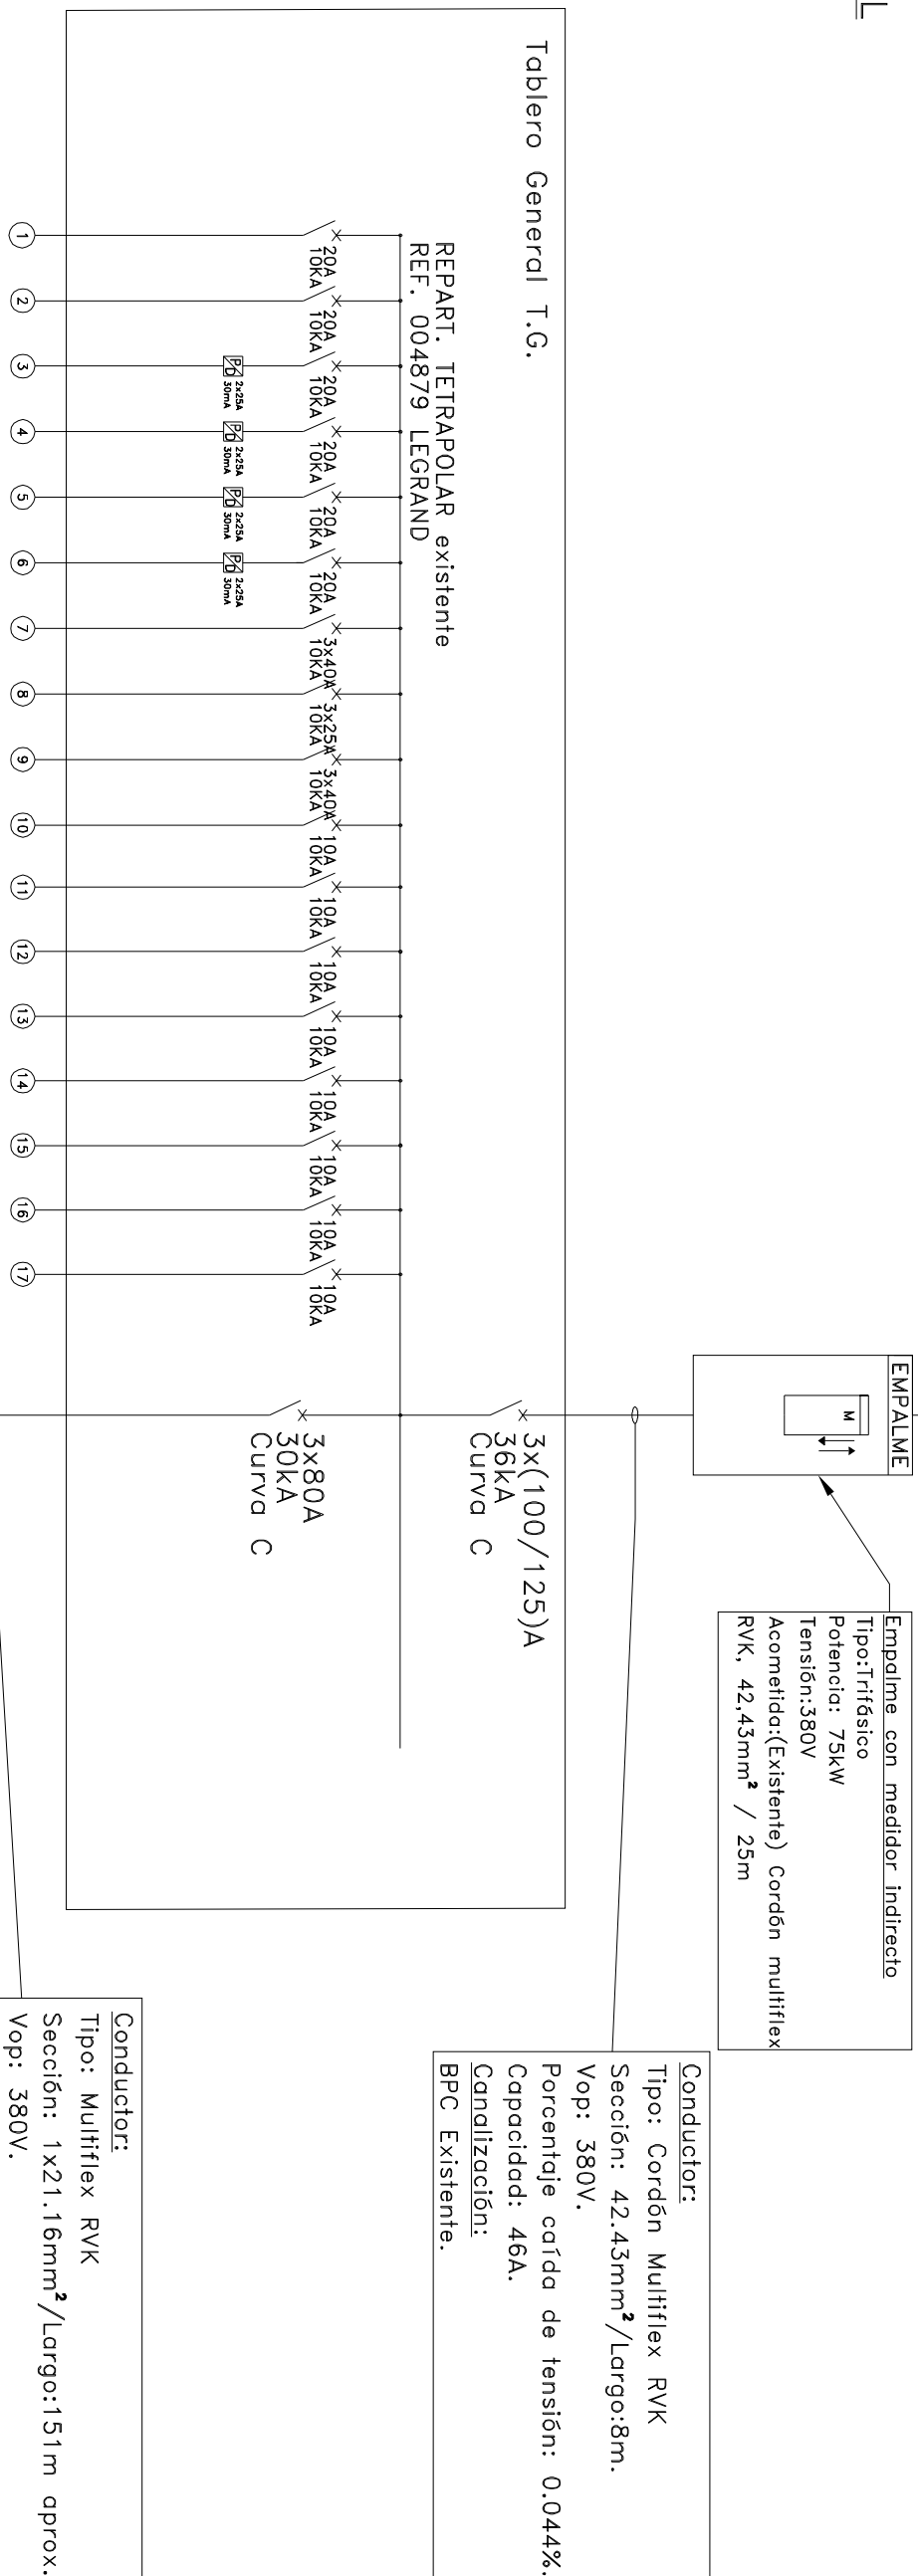 L
EMPALME
M
Empalme con medidor indirecto
Tipo:Trifásico
Potencia: 75kW
Tensión:380V
Acometida:(Existente) Cordón multiflex
RVK, 42,43mm² / 25m
Tablero General T.G.
REPART. TETRAPOLAR existente
REF. 004879 LEGRAND
3x(100/125)A
36kA
Curva C
3x80A
30kA
Curva C
20A
10KA
20A
10KA
20A
10KA
20A
10KA
20A
10KA
20A
10KA
3x40A
10KA
3x25A
10KA
3x40A
10KA
10A
10KA
10A
10KA
10A
10KA
10A
10KA
10A
10KA
10A
10KA
10A
10KA
10A
10KA
P/D
2x25A
30mA
P/D
2x25A
30mA
P/D
2x25A
30mA
P/D
2x25A
30mA
1
2
3
4
5
6
7
8
9
10
11
12
13
14
15
16
17
Conductor:
Tipo: Cordón Multiflex RVK
Sección: 42.43mm²/Largo:8m.
Vop: 380V.
Porcentaje caída de tensión: 0.044%.
Capacidad: 46A.
Canalización:
BPC Existente.
Conductor:
Tipo: Multiflex RVK
Sección: 1x21.16mm²/Largo:151m aprox.
Vop: 380V.